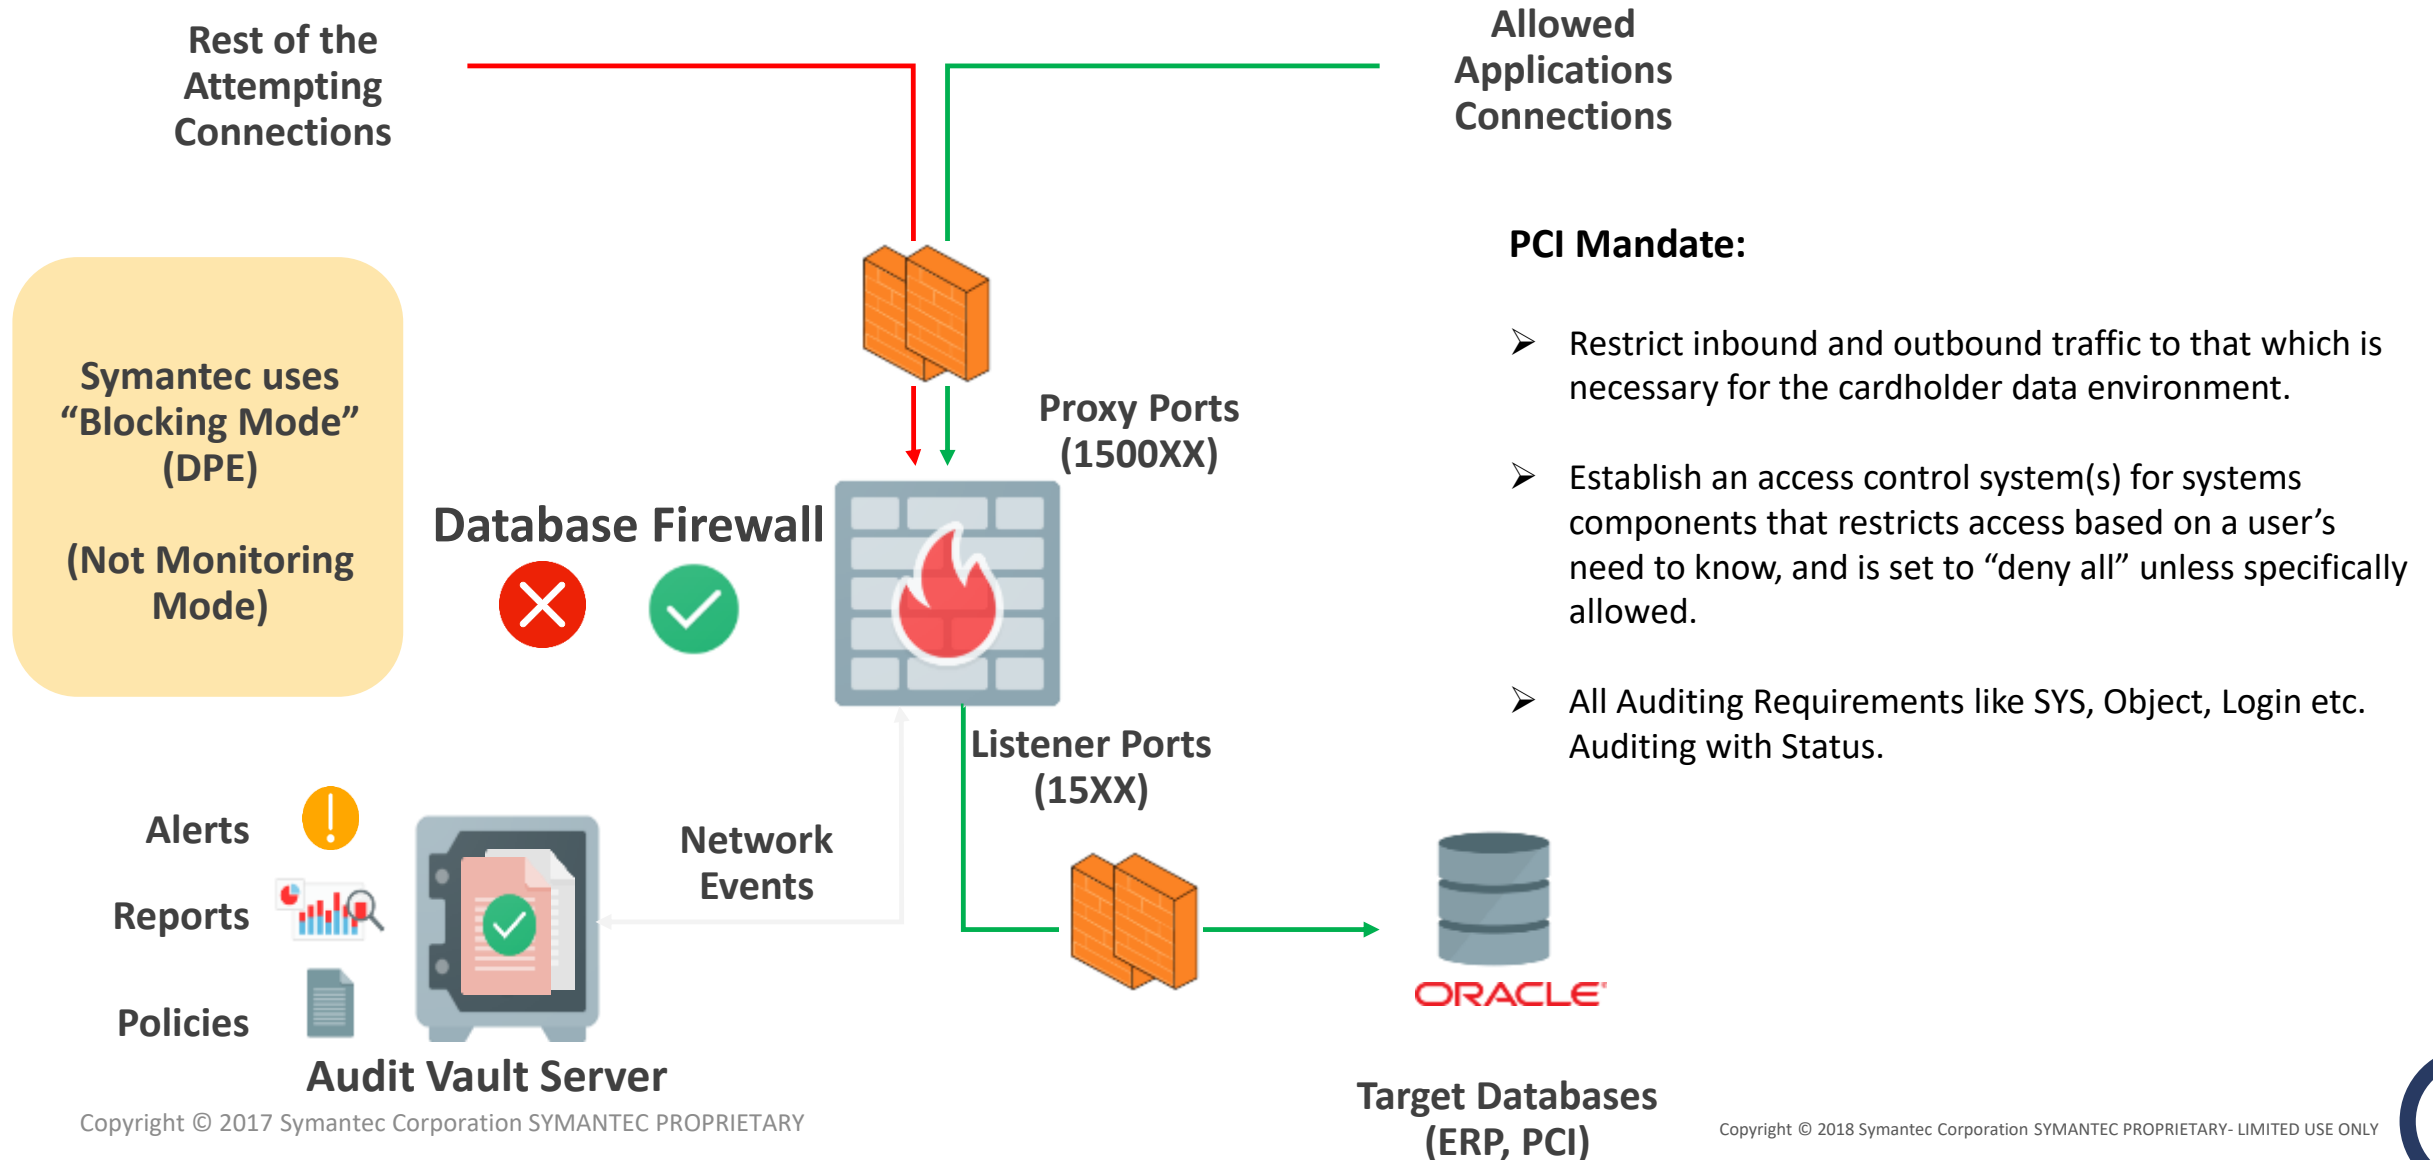 Rest of the
Attempting
Connections
Allowed
Applications
Connections
Symantec uses
“Blocking Mode”
(DPE)
(Not Monitoring
Mode)
Proxy Ports
(1500XX)
Database Firewall
Listener Ports
(15XX)
PCI Mandate:
➢ Restrict inbound and outbound traffic to that which is
necessary for the cardholder data environment.
➢ Establish an access control system(s) for systems
components that restricts access based on a user’s
need to know, and is set to “deny all” unless specifically
allowed.
➢ All Auditing Requirements like SYS, Object, Login etc.
Auditing with Status.
Alerts
Reports
Policies
Network
Events
Audit Vault Server
ORACLE
Target Databases
(ERP, PCI)
Copyright © 2017 Symantec Corporation SYMANTEC PROPRIETARY
Copyright © 2018 Symantec Corporation SYMANTEC PROPRIETARY- LIMITED USE ONLY